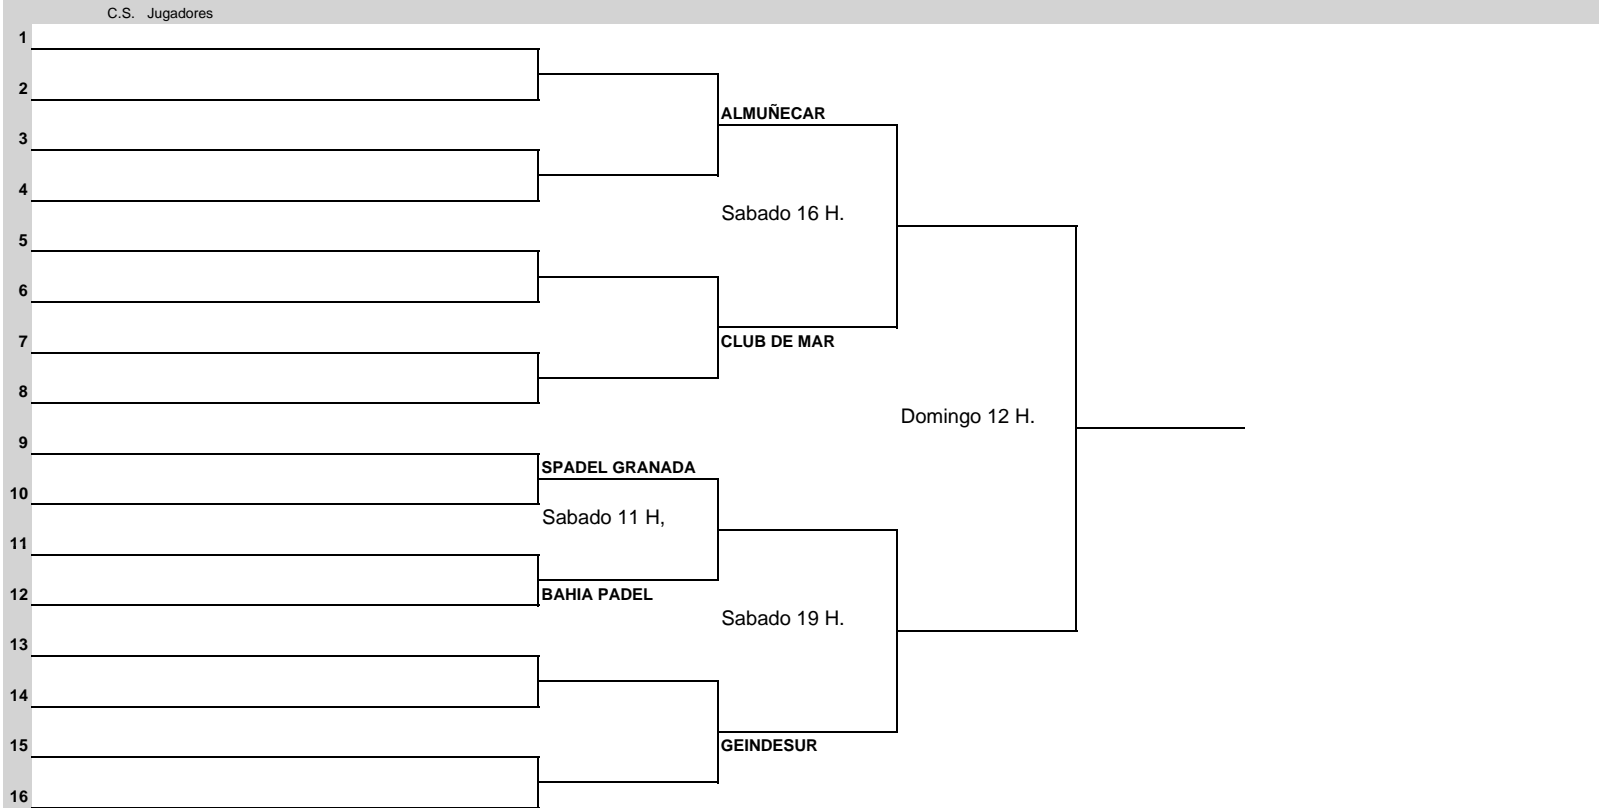 C.S. Jugadores
1
2
ALMUÑECAR
3
4
Sabado 16 H.
5
6
7
CLUB DE MAR
8
Domingo 12 H.
9
SPADEL GRANADA
10
Sabado 11 H,
11
12
BAHIA PADEL
Sabado 19 H.
13
14
15
GEINDESUR
16